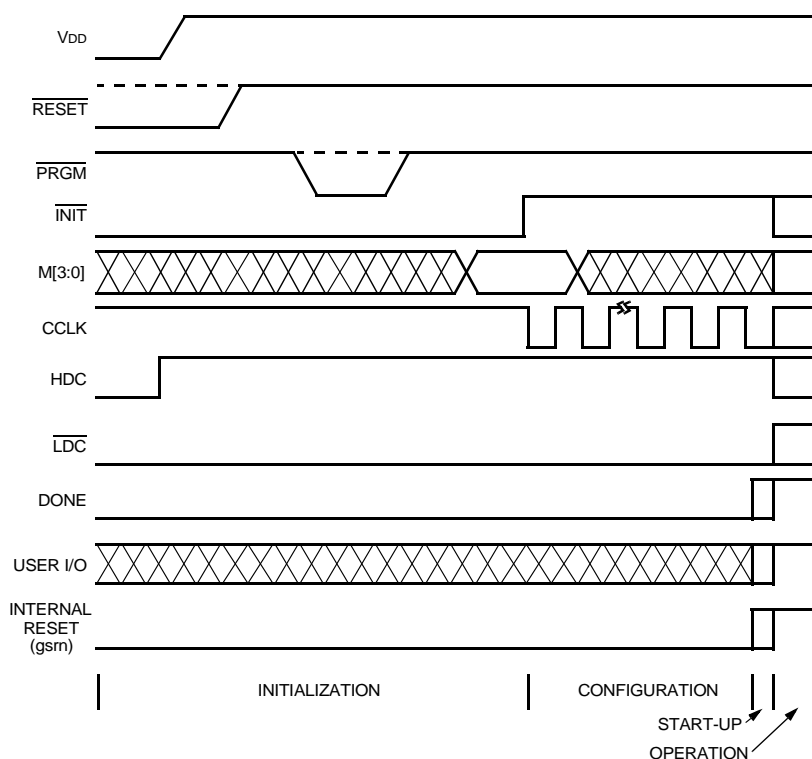 VDD
RESET
PRGM
INIT
M[3:0]
CCLK
HDC
LDC
DONE
USER I/O
INTERNAL
RESET
(gsrn)
INITIALIZATION
CONFIGURATION
START-UP
OPERATION